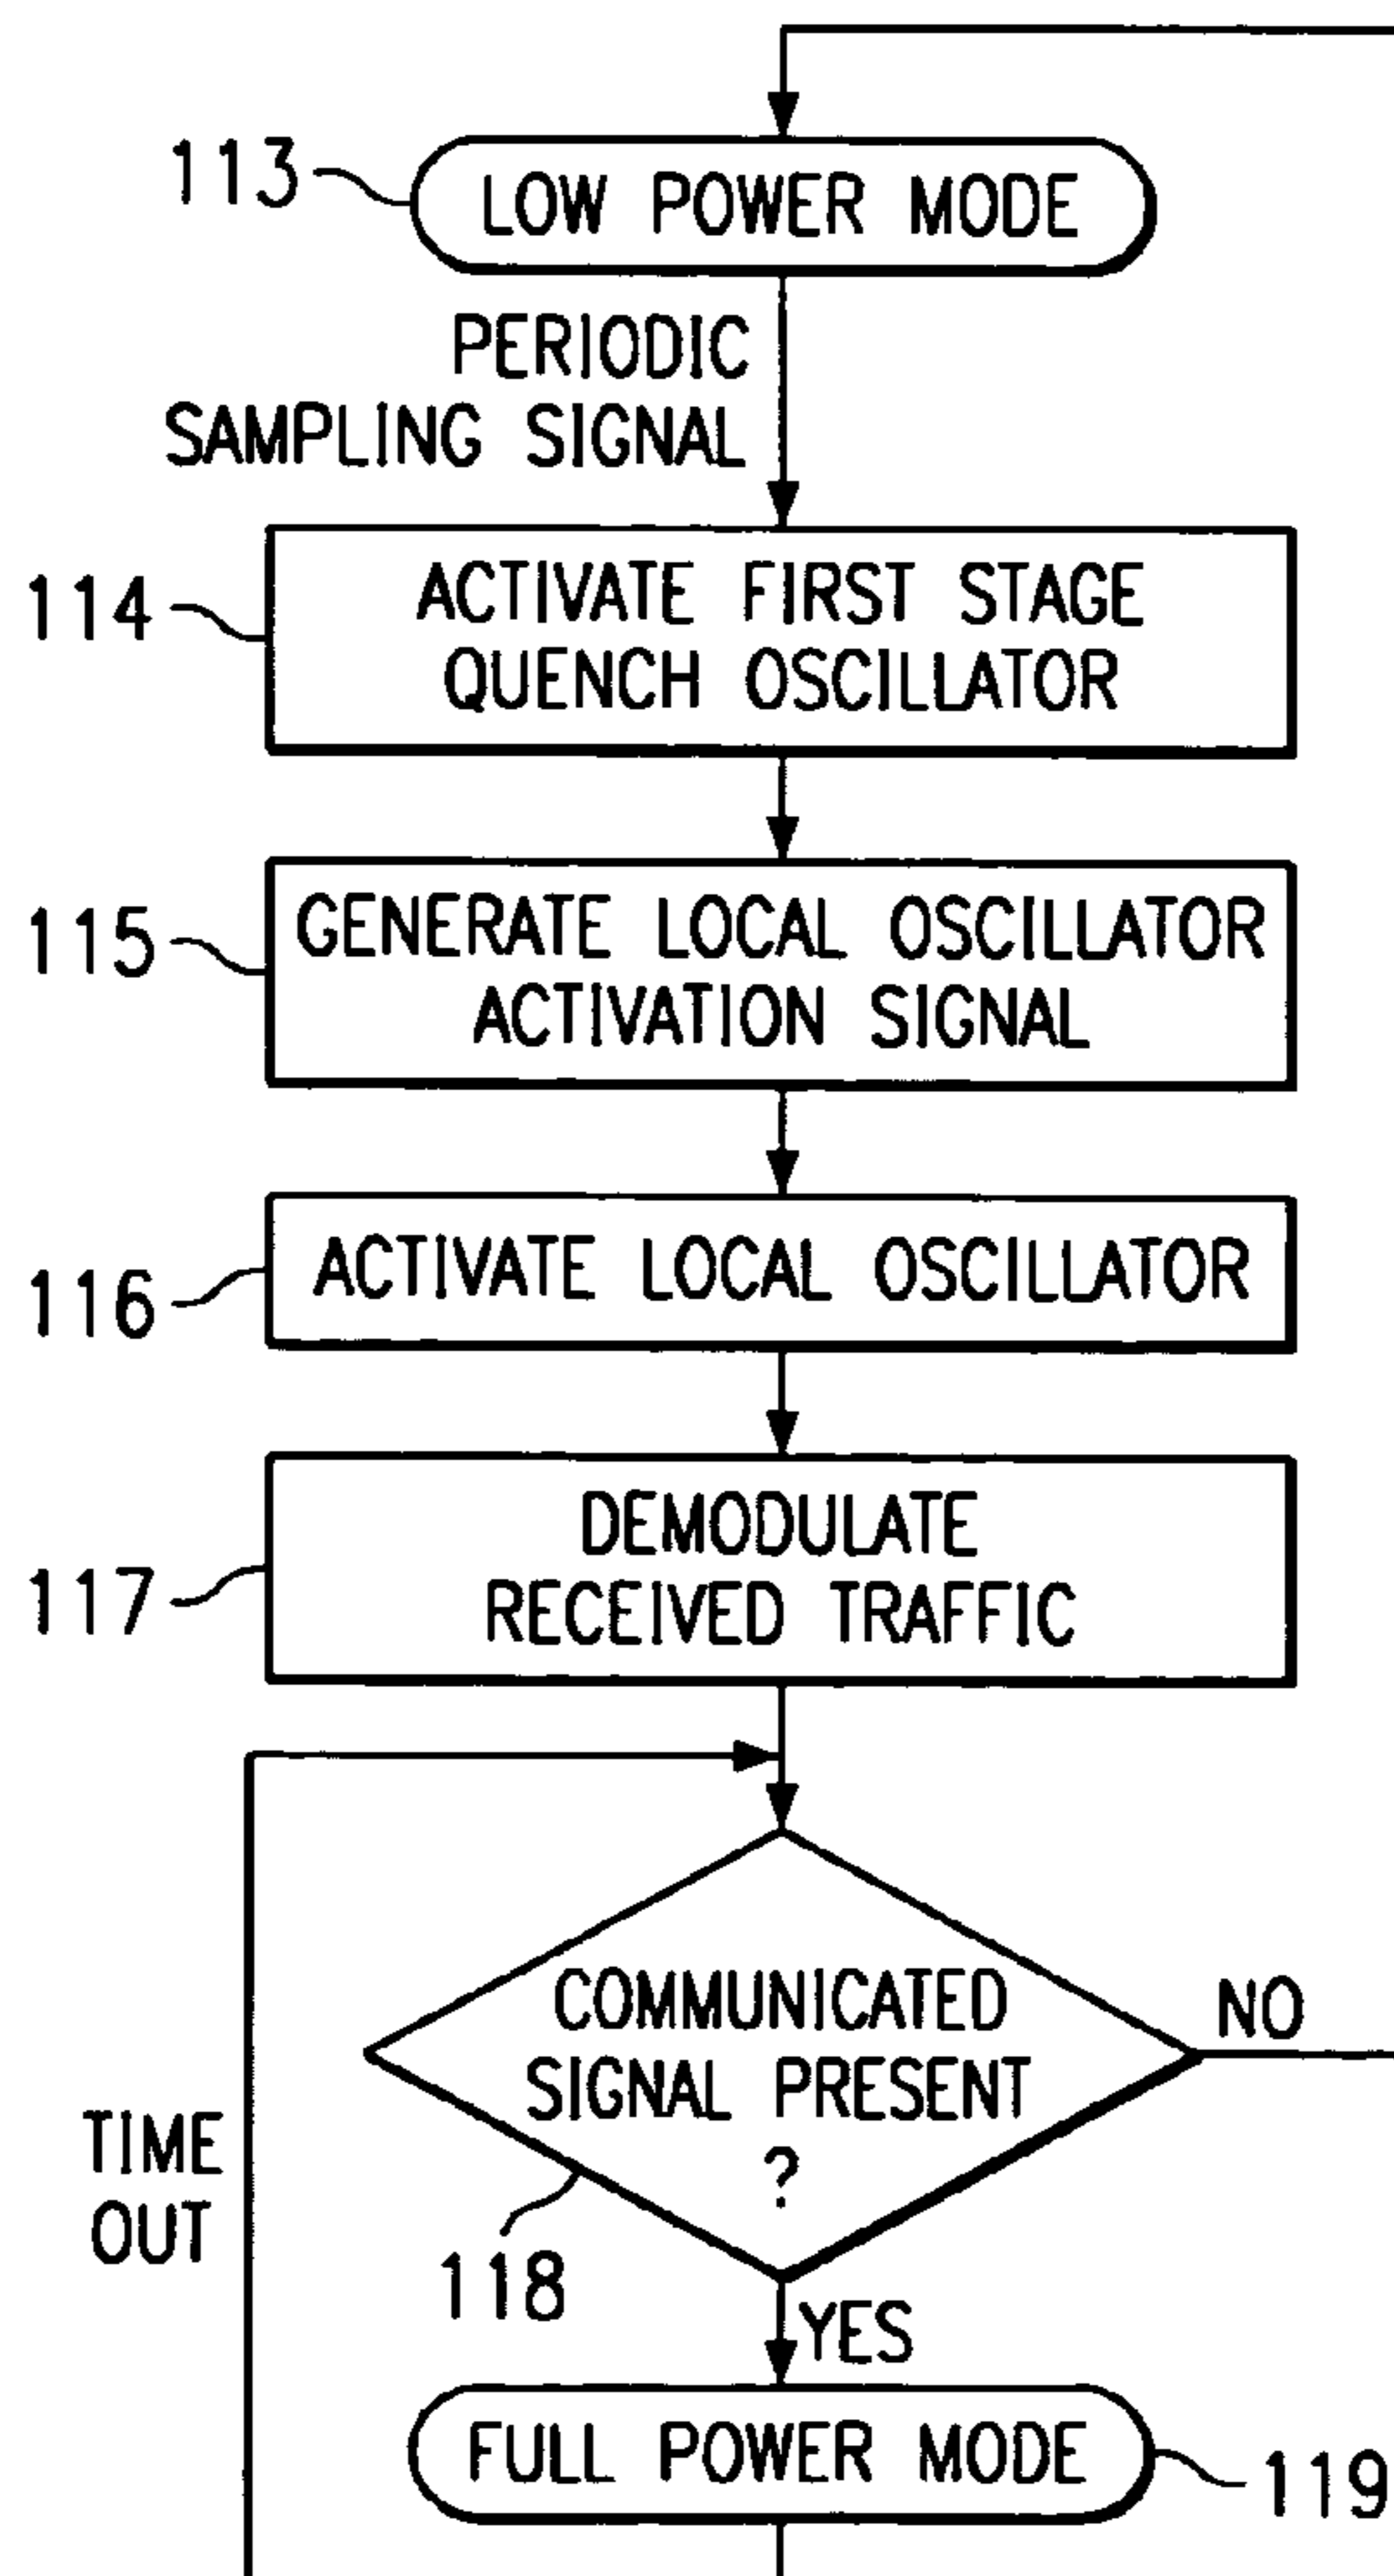 113
LOW POWER MODE
PERIODIC
SAMPLING SIGNAL
114
ACTIVATE FIRST STAGE
QUENCH OSCILLATOR
115
GENERATE LOCAL OSCILLATOR
ACTIVATION SIGNAL
116
ACTIVATE LOCAL OSCILLATOR
117
DEMODULATE
RECEIVED TRAFFIC
COMMUNICATED
SIGNAL PRESENT
?
NO
TIME
OUT
118
YES
FULL POWER MODE
119